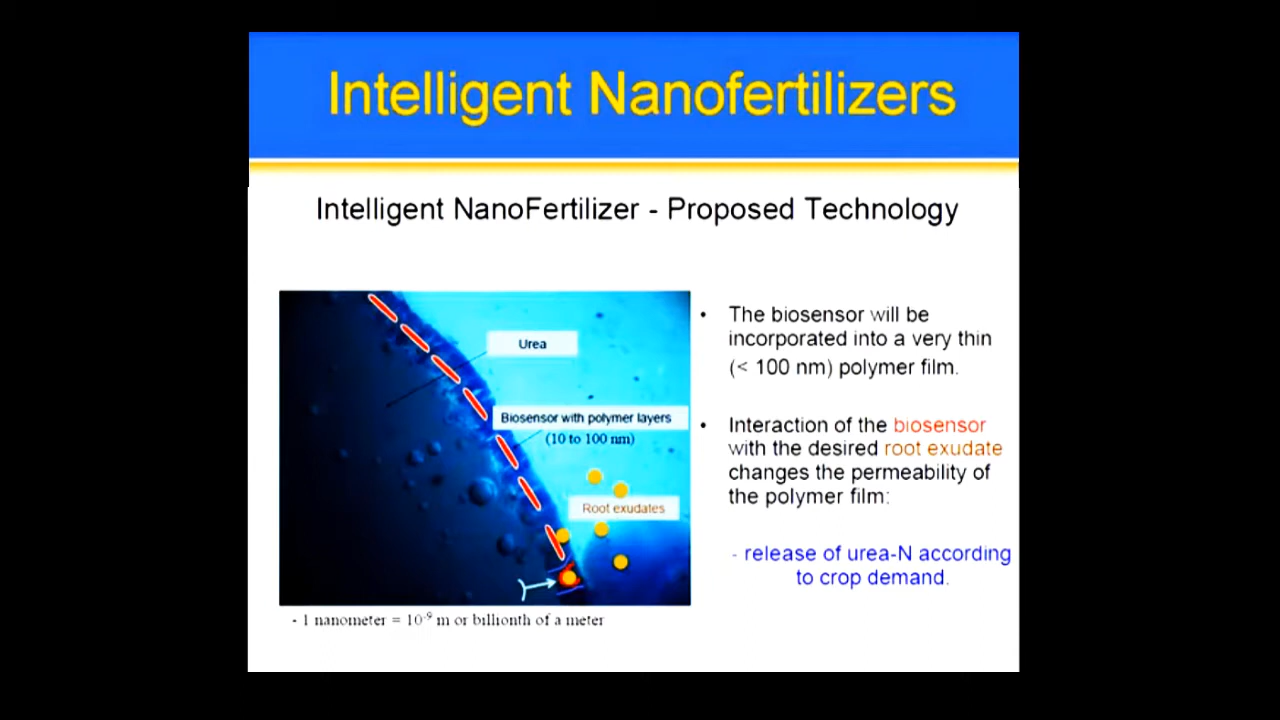 Intelligent Nanofertilizers
Intelligent NanoFertilizer - Proposed Technology
Urea
Biosensor with polymer layers
(10 to 100 nm)
Root exudates
- 1 nanometer = 10⁻⁹ m or billionth of a meter
• The biosensor will be
incorporated into a very thin
(< 100 nm) polymer film.
• Interaction of the biosensor
with the desired root exudate
changes the permeability of
the polymer film:
- release of urea-N according
to crop demand.